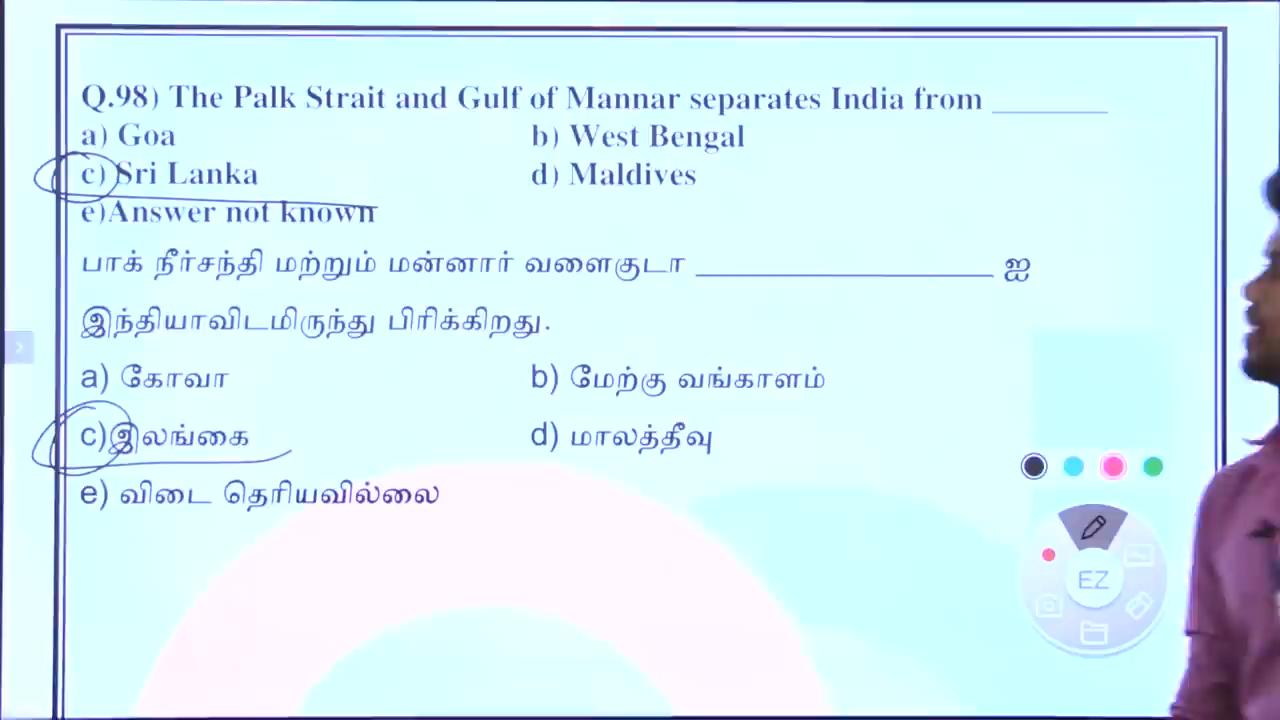 Q.98) The Palk Strait and Gulf of Mannar separates India from ________
a) Goa b) West Bengal
c) Sri Lanka d) Maldives
e)Answer not known
பாக் நீர்சந்தி மற்றும் மன்னார் வளைகுடா ____________________ ஐ
இந்தியாவிடமிருந்து பிரிக்கிறது.
a) கோவா b) மேற்கு வங்காளம்
c)இலங்கை d) மாலத்தீவு
e) விடை தெரியவில்லை
EZ